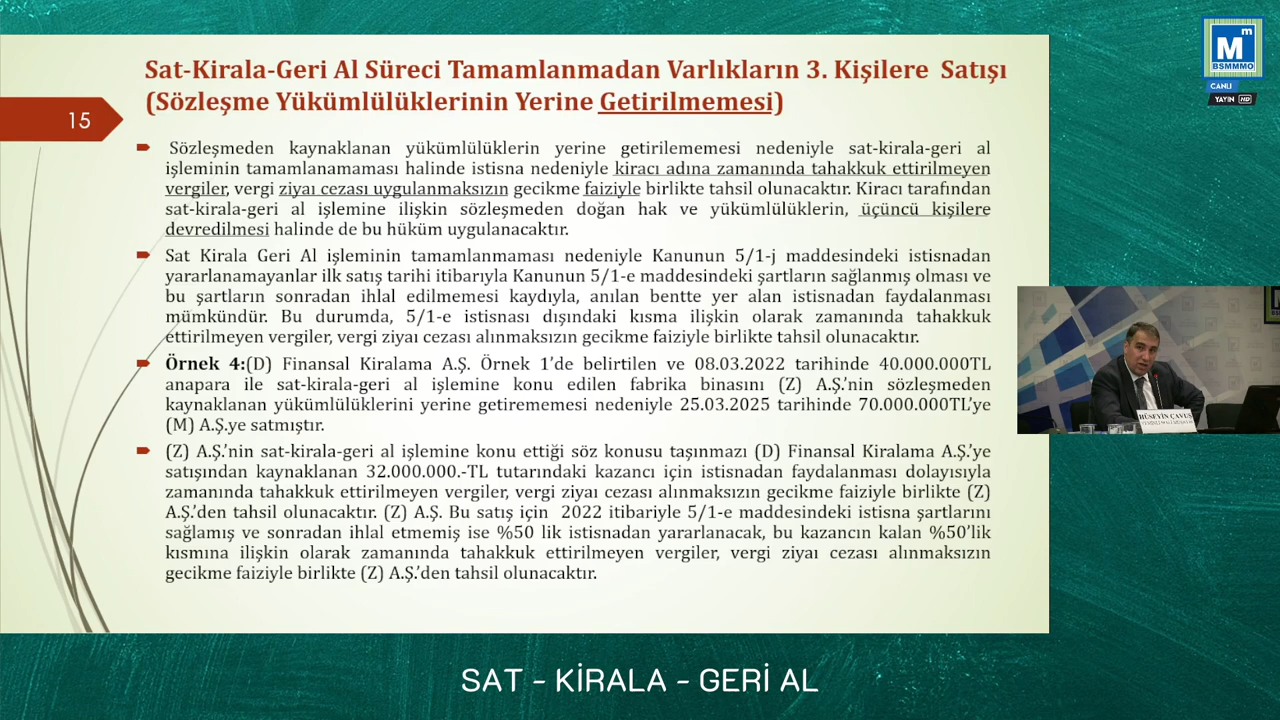 Sat-Kirala-Geri Al Süreci Tamamlanmadan Varlıkların 3. Kişilere Satışı
(Sözleşme Yükümlülüklerinin Yerine Getirilmemesi)
15
Sözleşmeden kaynaklanan yükümlülüklerin yerine getirilememesi nedeniyle sat-kirala-geri al
işleminin tamamlanamaması halinde istisna nedeniyle kiracı adına zamanında tahakkuk ettirilmeyen
vergiler, vergi ziyaı cezası uygulanmaksızın gecikme faiziyle birlikte tahsil olunacaktır. Kiracı tarafından
sat-kirala-geri al işlemine ilişkin sözleşmeden doğan hak ve yükümlülüklerin, üçüncü kişilere
devredilmesi halinde de bu hüküm uygulanacaktır.
Sat Kirala Geri Al işleminin tamamlanmaması nedeniyle Kanunun 5/1-j maddesindeki istisnadan
yararlanamayanlar ilk satış tarihi itibarıyla Kanunun 5/1-e maddesindeki şartların sağlanmış olması ve
bu şartların sonradan ihlal edilmemesi kaydıyla, anılan bentte yer alan istisnadan faydalanması
mümkündür. Bu durumda, 5/1-e istisnası dışındaki kısma ilişkin olarak zamanında tahakkuk
ettirilmeyen vergiler, vergi ziyaı cezası alınmaksızın gecikme faiziyle birlikte tahsil olunacaktır.
Örnek 4:(D) Finansal Kiralama A.Ş. Örnek 1’de belirtilen ve 08.03.2022 tarihinde 40.000.000TL
anapara ile sat-kirala-geri al işlemine konu edilen fabrika binasını (Z) A.Ş.’nin sözleşmeden
kaynaklanan yükümlülüklerini yerine getirememesi nedeniyle 25.03.2025 tarihinde 70.000.000TL’ye
(M) A.Ş.ye satmıştır.
(Z) A.Ş.’nin sat-kirala-geri al işlemine konu ettiği söz konusu taşınmazı (D) Finansal Kiralama A.Ş.’ye
satışından kaynaklanan 32.000.000.-TL tutarındaki kazancı için istisnadan faydalanması dolayısıyla
zamanında tahakkuk ettirilmeyen vergiler, vergi ziyaı cezası alınmaksızın gecikme faiziyle birlikte (Z)
A.Ş.’den tahsil olunacaktır. (Z) A.Ş. Bu satış için 2022 itibariyle 5/1-e maddesindeki istisna şartlarını
sağlamış ve sonradan ihlal etmemiş ise %50 lik istisnadan yararlanacak, bu kazancın kalan %50’lik
kısmına ilişkin olarak zamanında tahakkuk ettirilmeyen vergiler, vergi ziyaı cezası alınmaksızın
gecikme faiziyle birlikte (Z) A.Ş.’den tahsil olunacaktır.
Mm
BSMMMO
CANLI
YAYIN HD
HÜSEYİN ÇAVUŞ
SAT - KİRALA - GERİ AL